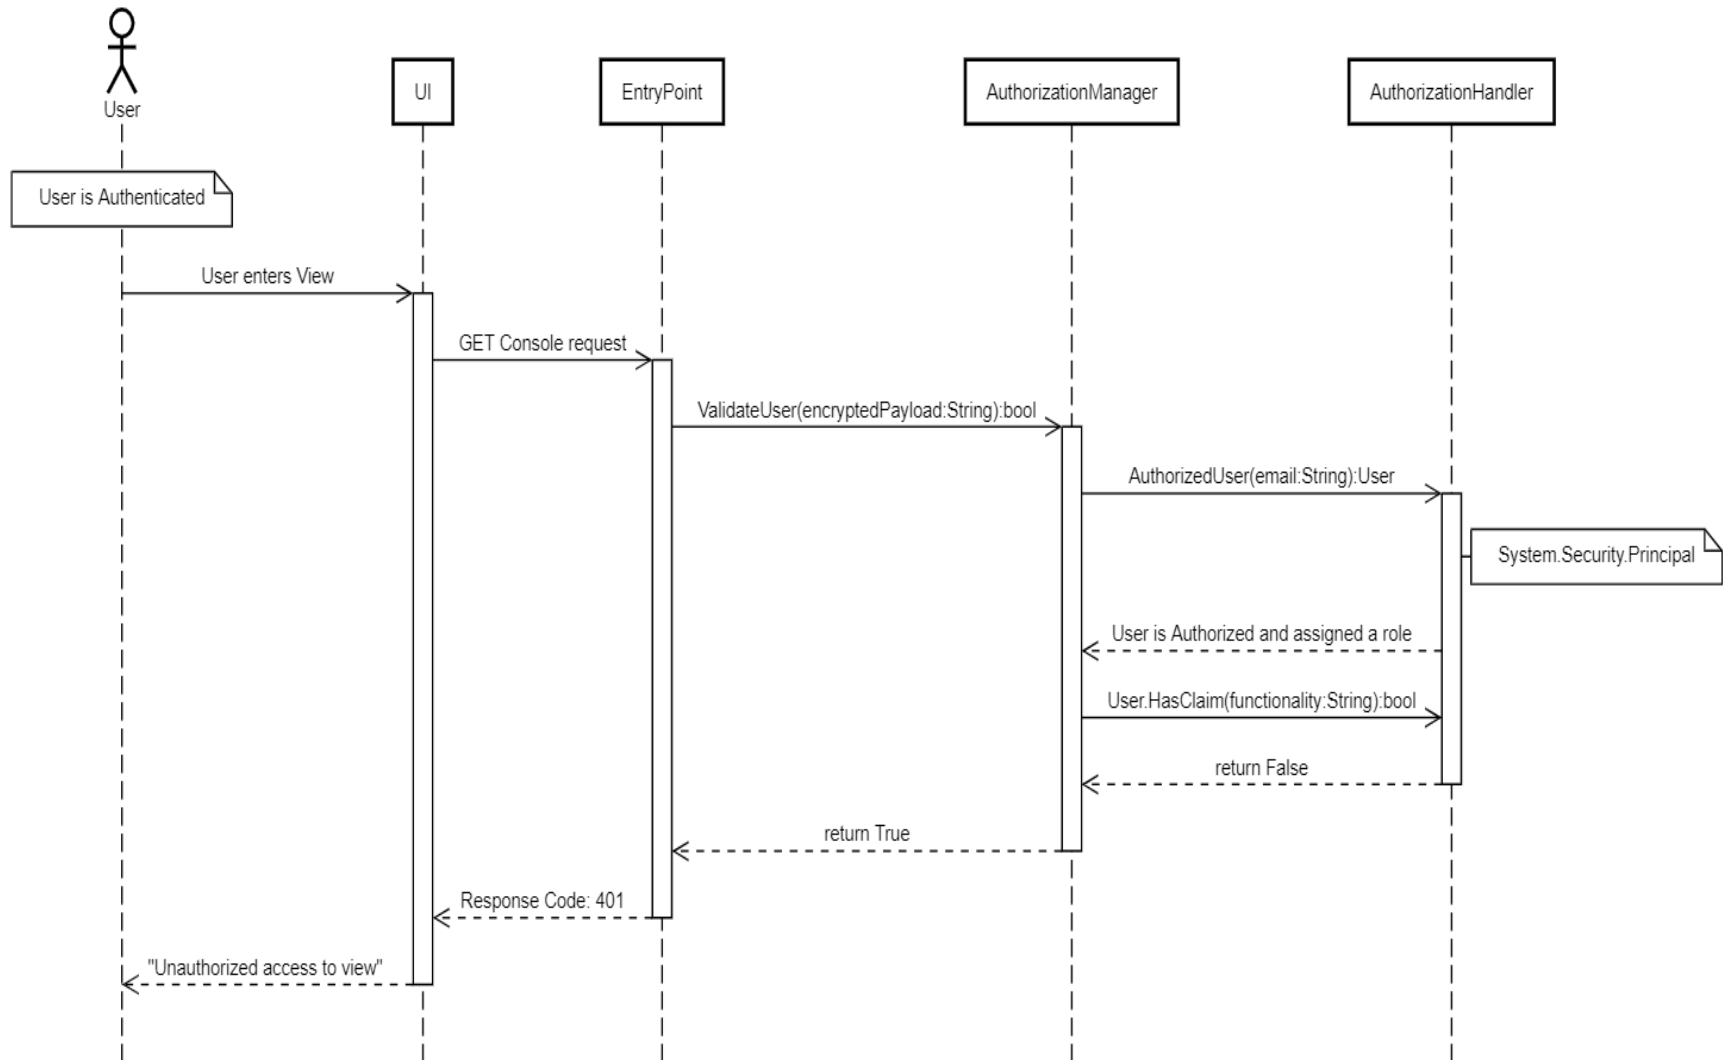 User
UI
EntryPoint
AuthorizationManager
AuthorizationHandler
User is Authenticated
User enters View
GET Console request
ValidateUser(encryptedPayload:String):bool
AuthorizedUser(email:String):User
System.Security.Principal
User is Authorized and assigned a role
User.HasClaim(functionality:String):bool
return False
return True
Response Code: 401
"Unauthorized access to view"